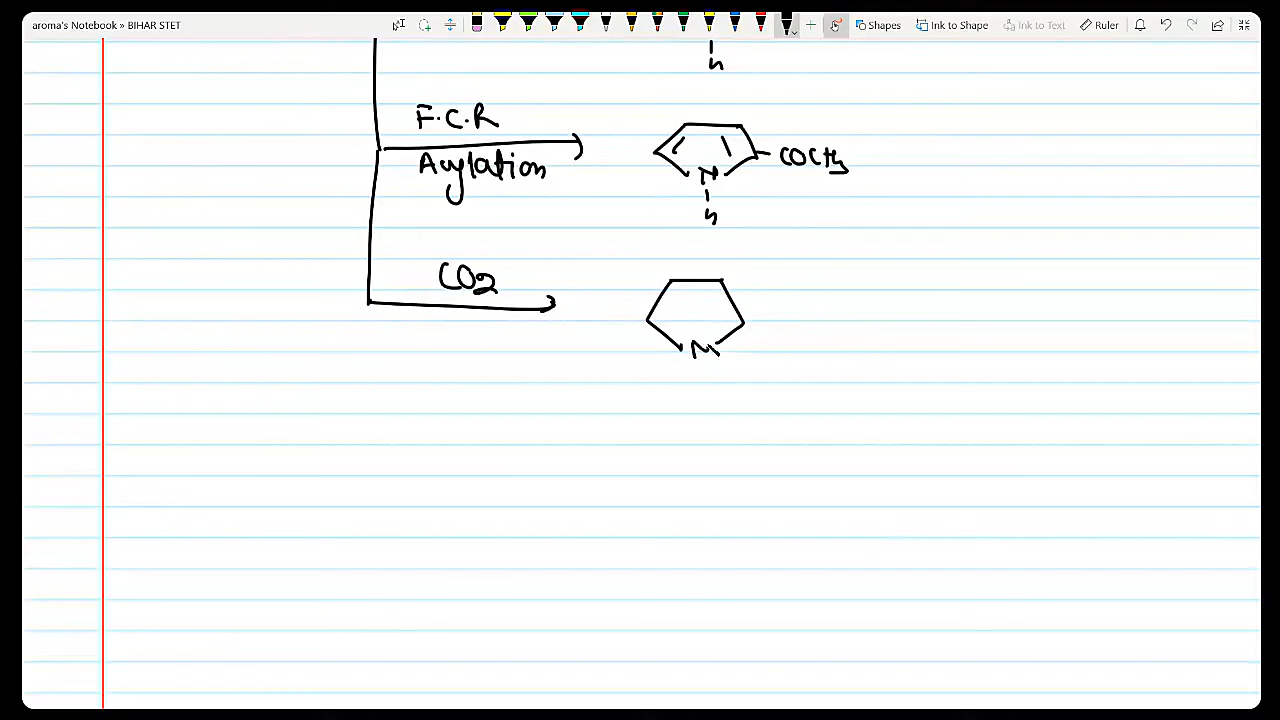 aroma's Notebook » BIHAR STET
Shapes Ink to Shape Ink to Text Ruler
h
F.C.R
Acylation
COCH3
N
h
CO2
N